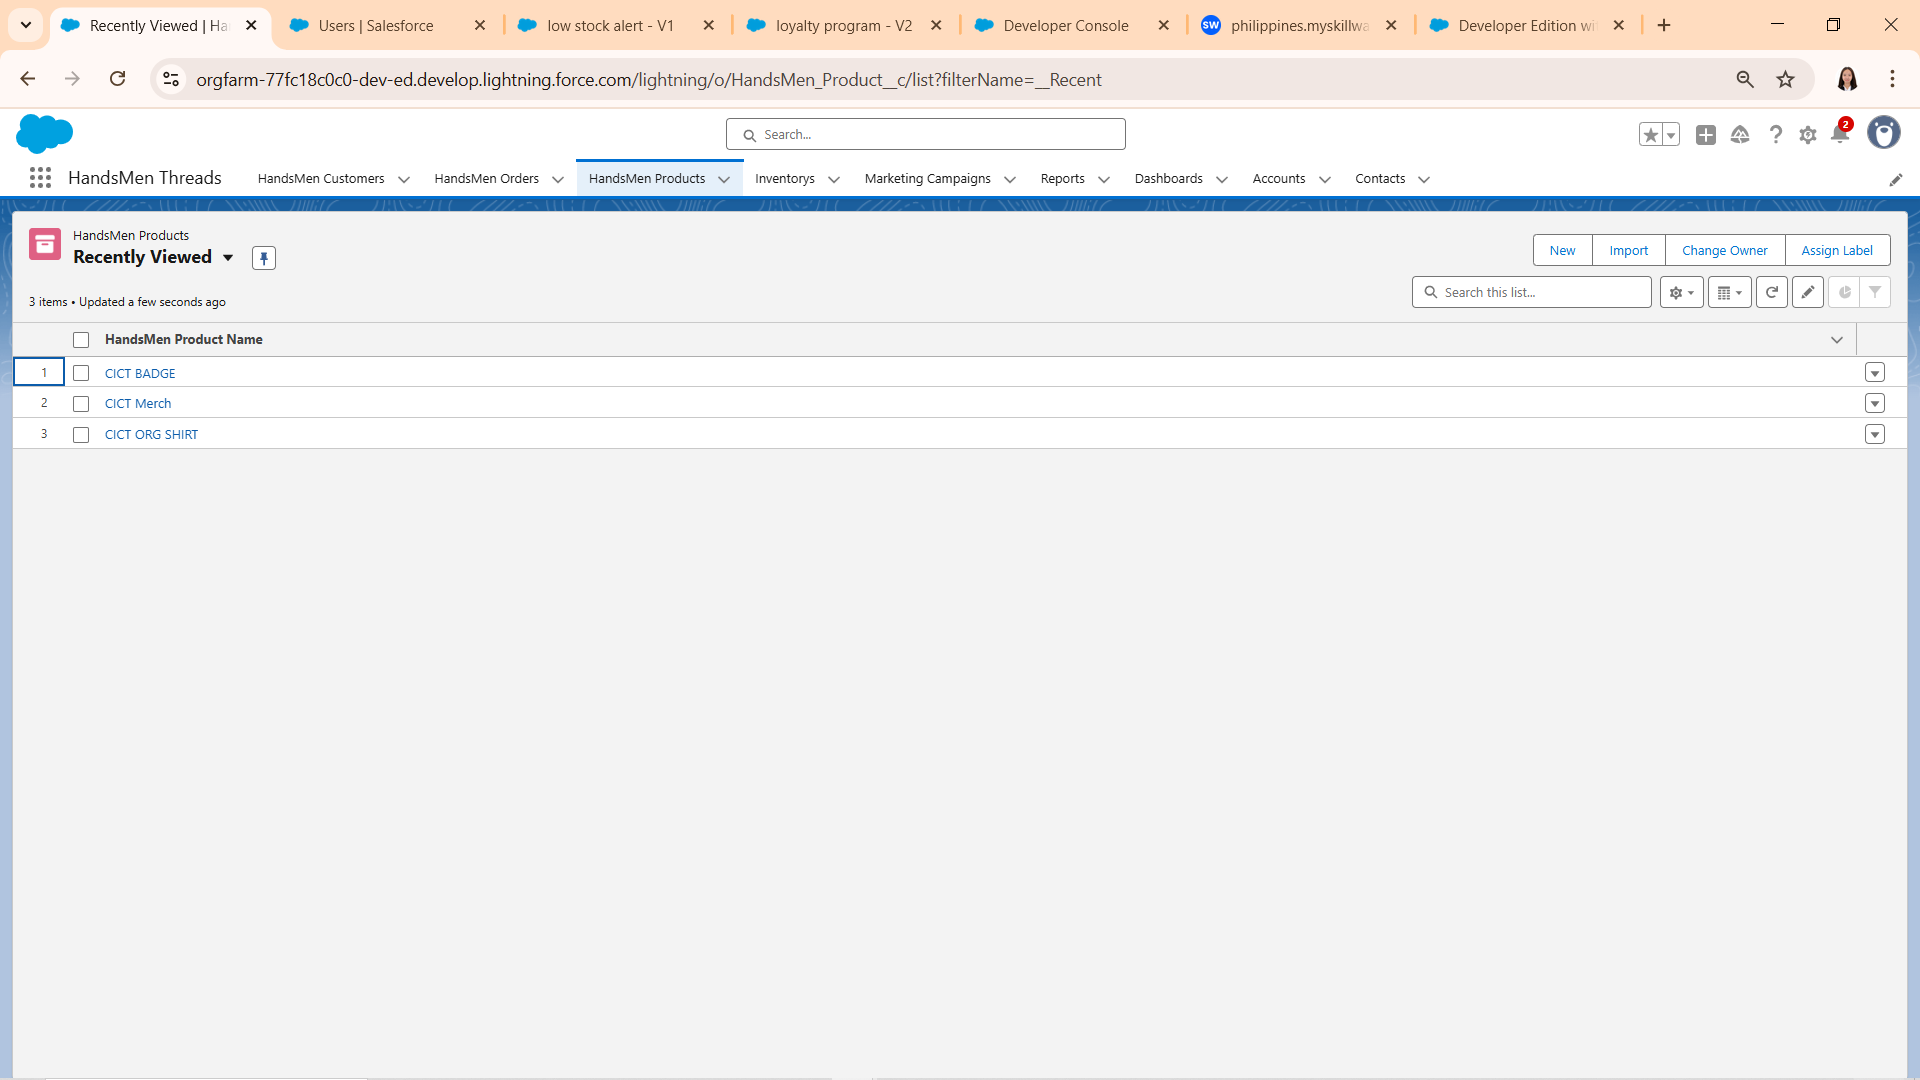 Recently Viewed | Ha
Users | Salesforce
low stock alert - V1
loyalty program - V2
Developer Console
SW philippines.myskillwa
Developer Edition wi
orgfarm-77fc18c0c0-dev-ed.develop.lightning.force.com/lightning/o/HandsMen_Product__c/list?filterName=__Recent
Search...
2
HandsMen Threads
HandsMen Customers
HandsMen Orders
HandsMen Products
Inventorys
Marketing Campaigns
Reports
Dashboards
Accounts
Contacts
HandsMen Products
Recently Viewed
New
Import
Change Owner
Assign Label
3 items • Updated a few seconds ago
Search this list...
HandsMen Product Name
1 CICT BADGE
2 CICT Merch
3 CICT ORG SHIRT